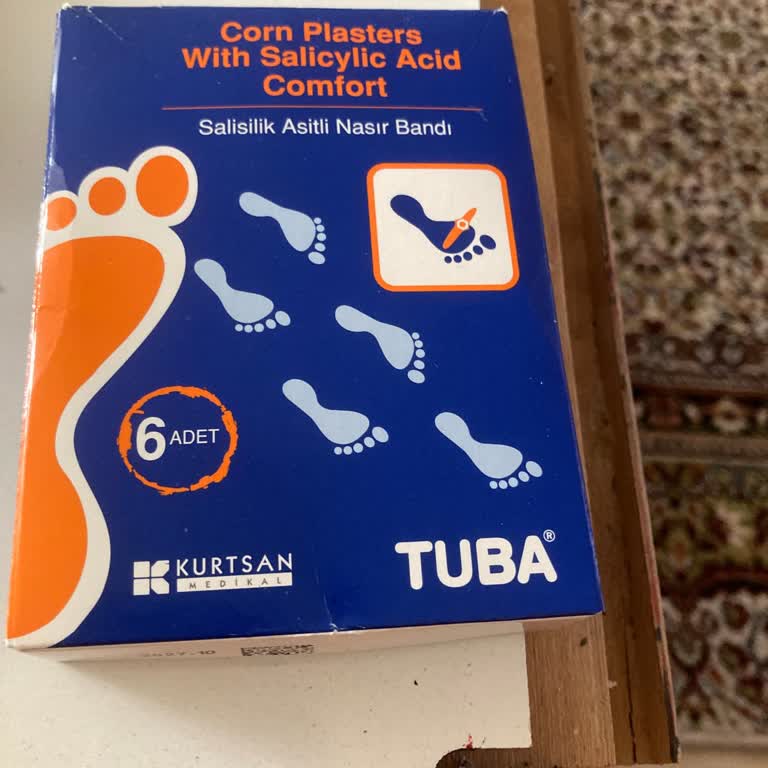 Corn Plasters
With Salicylic Acid
Comfort
Salisilik Asitli Nasır Bandı
6 ADET
KURTSAN
MEDİKAL
TUBA®